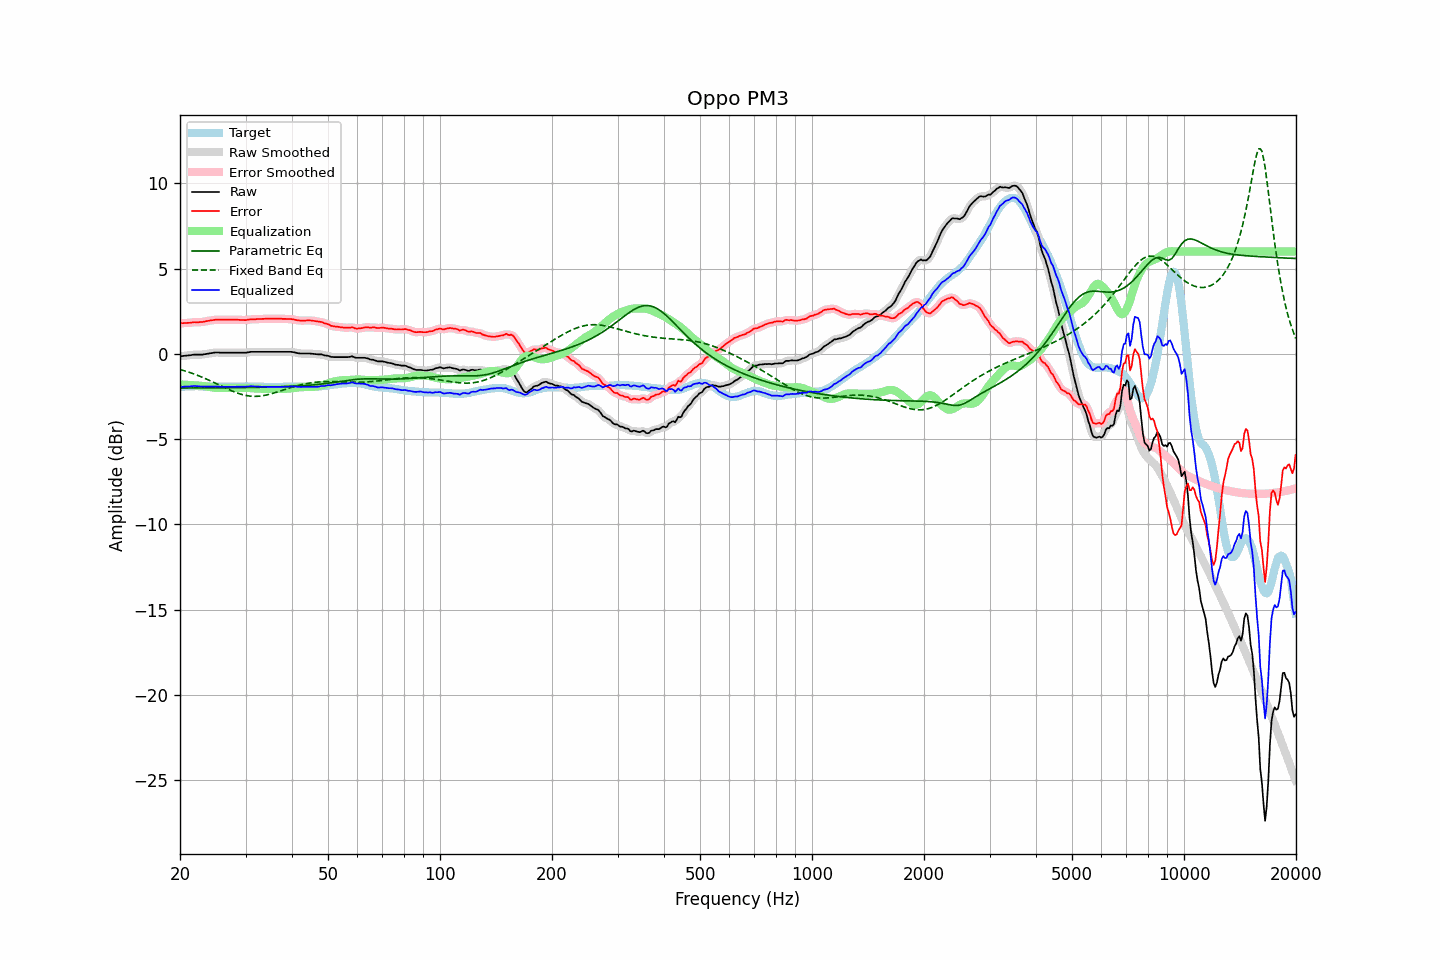 Oppo PM3
Target
Raw Smoothed
Error Smoothed
Raw
Error
Equalization
Parametric Eq
Fixed Band Eq
Equalized
10
5
0
−5
−10
−15
−20
−25
Amplitude (dBr)
20
50
100
200
500
1000
2000
5000
10000
20000
Frequency (Hz)